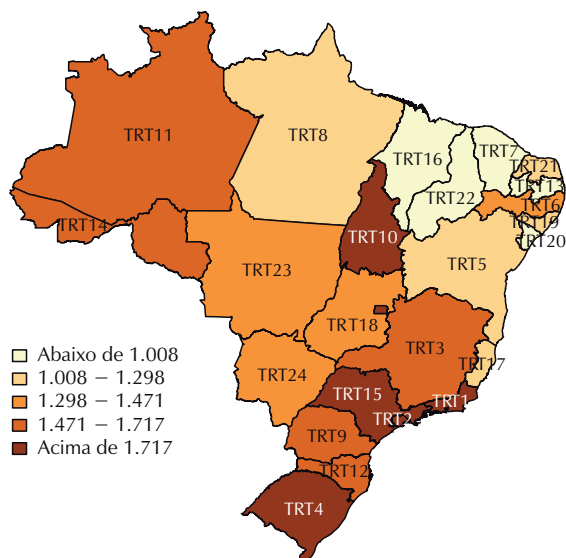 TRT11
TRT8
TRT16
TRT7
TRT21
TRT13
TRT6
TRT22
TRT19
TRT20
TRT14
TRT10
TRT23
TRT5
TRT18
TRT3
TRT17
TRT24
TRT15
TRT1
TRT2
TRT9
TRT12
TRT4
Abaixo de 1.008
1.008 − 1.298
1.298 − 1.471
1.471 − 1.717
Acima de 1.717